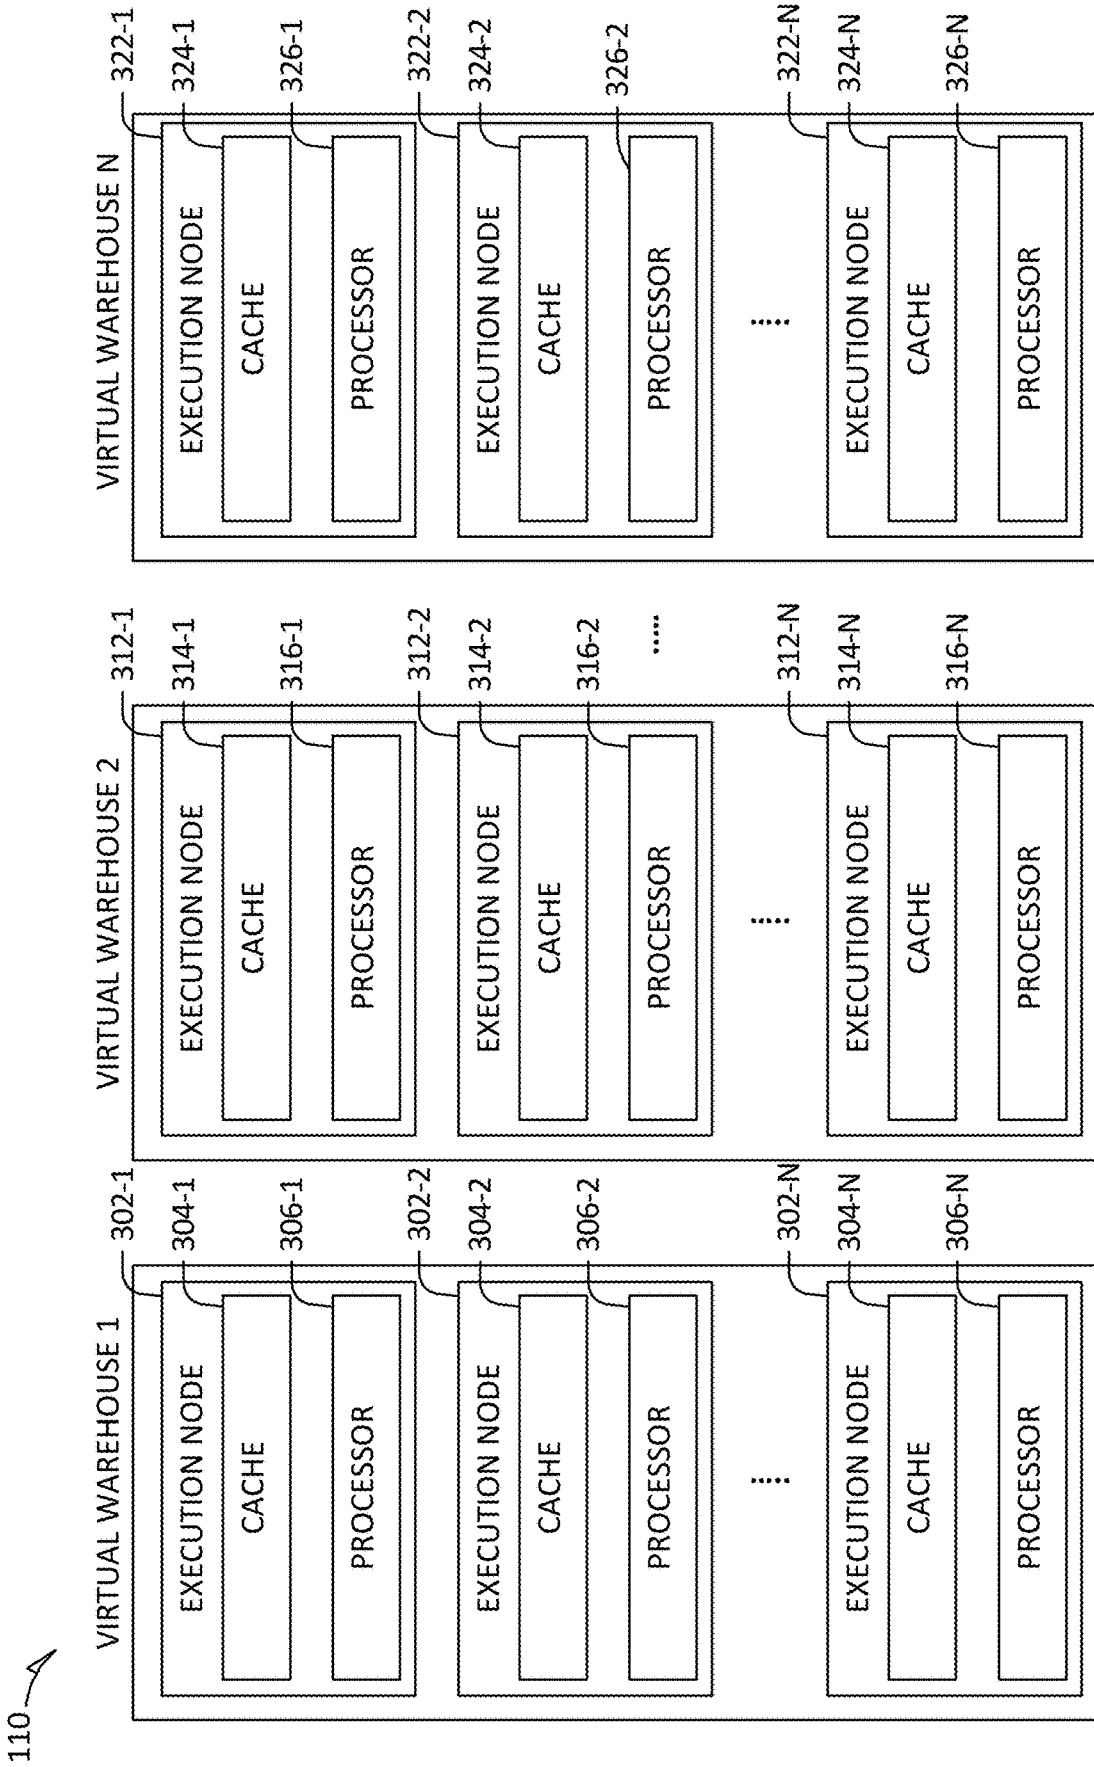 110
VIRTUAL WAREHOUSE 1
302-1
EXECUTION NODE
304-1
CACHE
306-1
PROCESSOR
302-2
EXECUTION NODE
304-2
CACHE
306-2
PROCESSOR
.....
302-N
EXECUTION NODE
304-N
CACHE
306-N
PROCESSOR
VIRTUAL WAREHOUSE 2
312-1
EXECUTION NODE
314-1
CACHE
316-1
PROCESSOR
312-2
EXECUTION NODE
314-2
CACHE
316-2
PROCESSOR
.....
.....
312-N
EXECUTION NODE
314-N
CACHE
316-N
PROCESSOR
VIRTUAL WAREHOUSE N
322-1
EXECUTION NODE
324-1
CACHE
326-1
PROCESSOR
322-2
EXECUTION NODE
324-2
CACHE
326-2
PROCESSOR
.....
322-N
EXECUTION NODE
324-N
CACHE
326-N
PROCESSOR